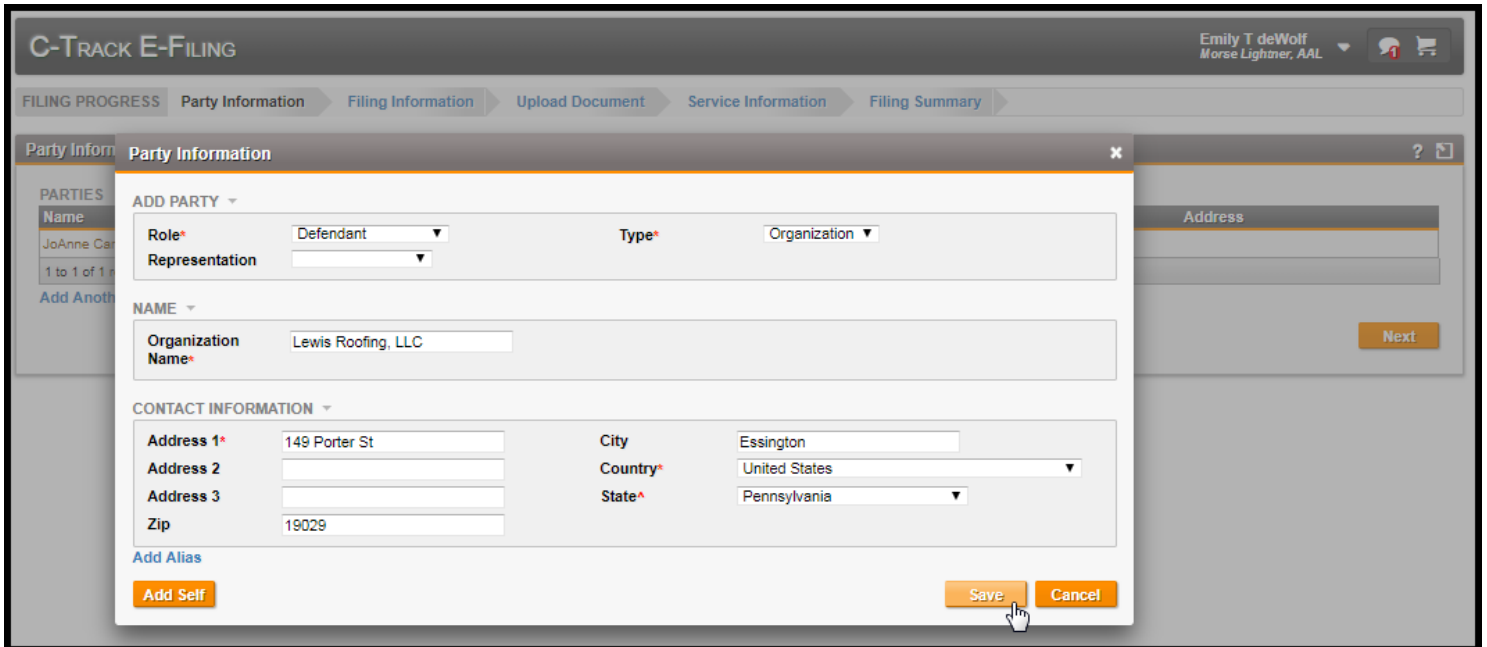 C-TRACK E-FILING
Emily T deWolf
Morse Lightner, AAL
1
FILING PROGRESS Party Information Filing Information Upload Document Service Information Filing Summary
Party Inform
Party Information
×
?
PARTIES
Name
Address
JoAnne Car
1 to 1 of 1 r
Add Anoth
Next
ADD PARTY
Role* Defendant Type* Organization
Representation
NAME
Organization
Name* Lewis Roofing, LLC
CONTACT INFORMATION
Address 1* 149 Porter St City Essington
Address 2 Country* United States
Address 3 State^ Pennsylvania
Zip 19029
Add Alias
Add Self Save Cancel